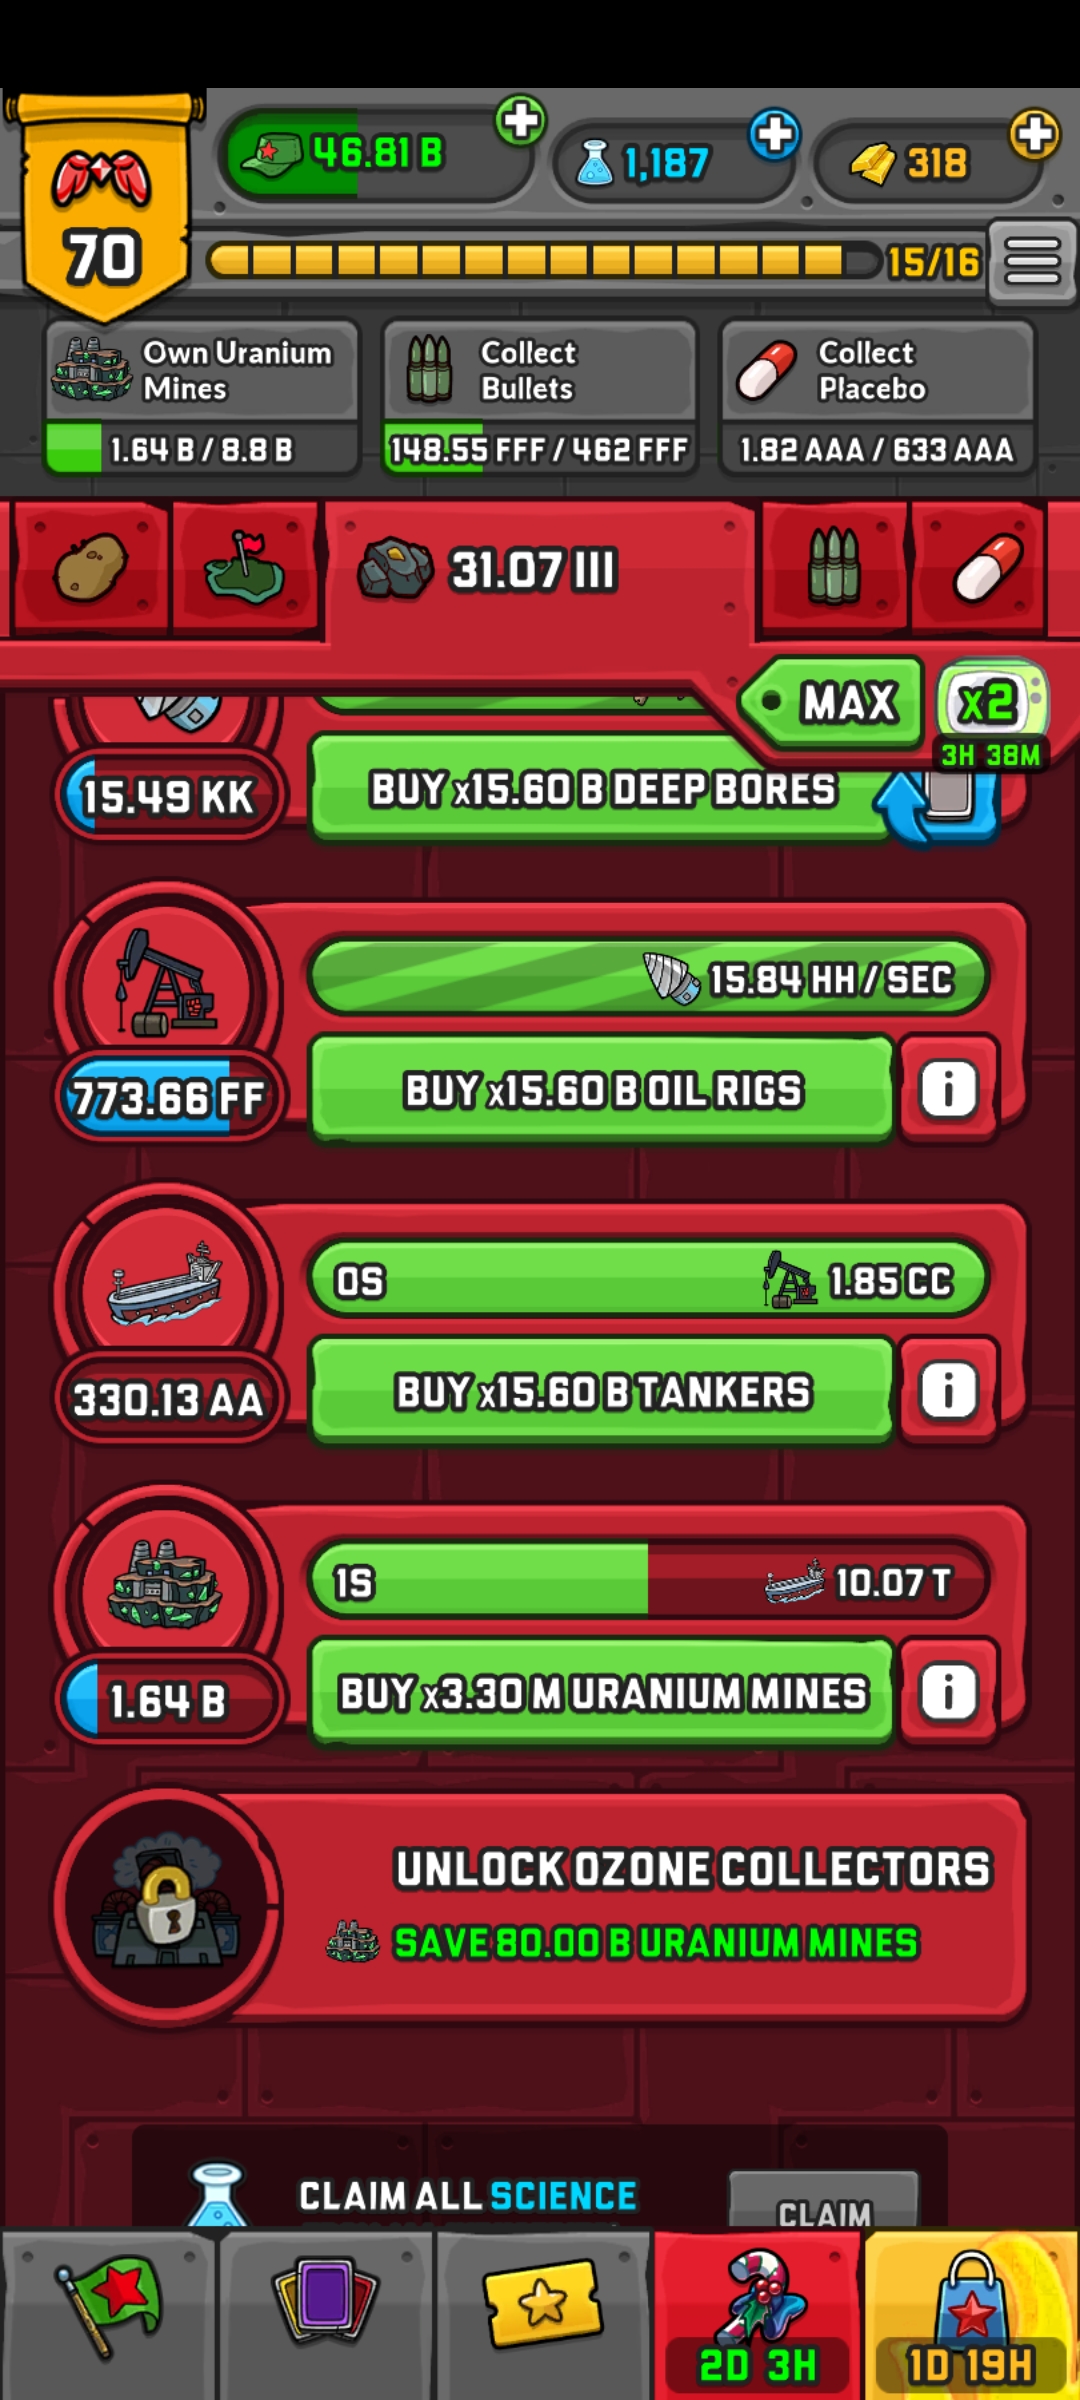 46.81 B
1,187
318
70
15/16
Own Uranium
Mines
1.64 B / 8.8 B
Collect
Bullets
148.55 FFF / 462 FFF
Collect
Placebo
1.82 AAA / 633 AAA
31.07 III
MAX
x2
3H 38M
15.49 KK
BUY x15.60 B DEEP BORES
15.84 HH / SEC
773.66 FF
BUY x15.60 B OIL RIGS
i
0S
1.85 CC
330.13 AA
BUY x15.60 B TANKERS
i
1S
10.07 T
1.64 B
BUY x3.30 M URANIUM MINES
i
UNLOCK OZONE COLLECTORS
SAVE 80.00 B URANIUM MINES
CLAIM ALL SCIENCE
CLAIM
2D 3H
1D 19H